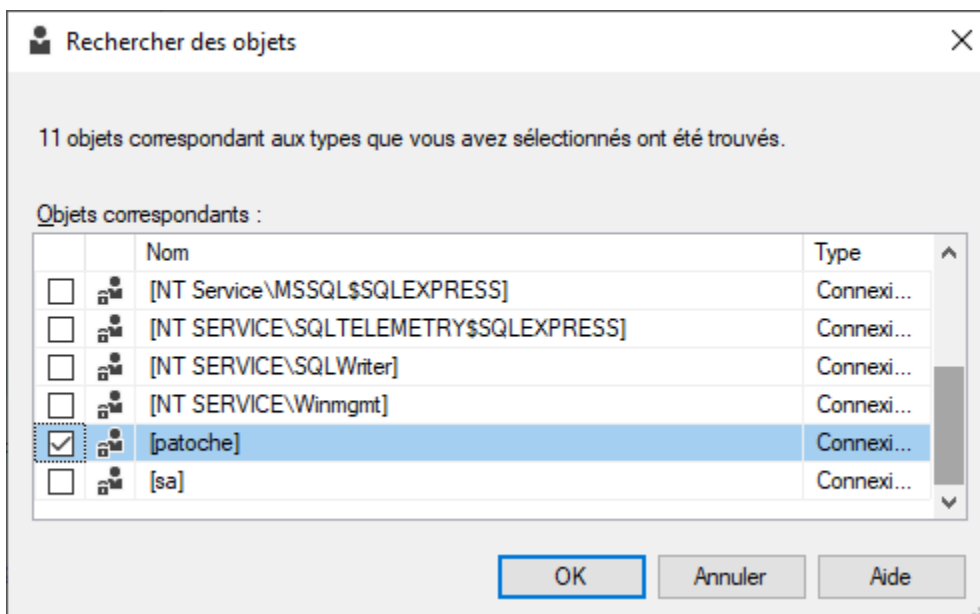 Rechercher des objets
11 objets correspondant aux types que vous avez sélectionnés ont été trouvés.
Objets correspondants :
Nom Type
[NT Service\MSSQL$SQLEXPRESS] Connexi...
[NT SERVICE\SQLTELEMETRY$SQLEXPRESS] Connexi...
[NT SERVICE\SQLWriter] Connexi...
[NT SERVICE\Winmgmt] Connexi...
[patoche] Connexi...
[sa] Connexi...
OK Annuler Aide